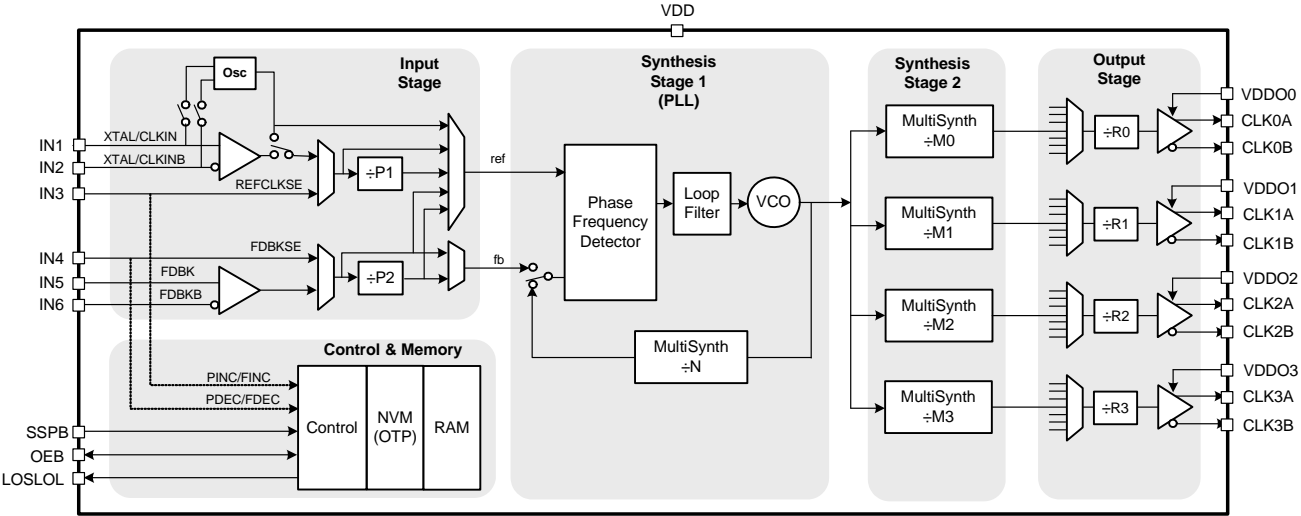 VDD
Input
Stage
Osc
IN1
XTAL/CLKIN
IN2
XTAL/CLKINB
÷P1
IN3
REFCLKSE
IN4
FDBKSE
IN5
FDBK
÷P2
IN6
FDBKB
ref
fb
Control & Memory
PINC/FINC
PDEC/FDEC
Control
NVM
(OTP)
RAM
SSPB
OEB
LOSLOL
Synthesis
Stage 1
(PLL)
Phase
Frequency
Detector
Loop
Filter
VCO
MultiSynth
÷N
Synthesis
Stage 2
MultiSynth
÷M0
MultiSynth
÷M1
MultiSynth
÷M2
MultiSynth
÷M3
Output
Stage
÷R0
÷R1
÷R2
÷R3
VDDO0
CLK0A
CLK0B
VDDO1
CLK1A
CLK1B
VDDO2
CLK2A
CLK2B
VDDO3
CLK3A
CLK3B